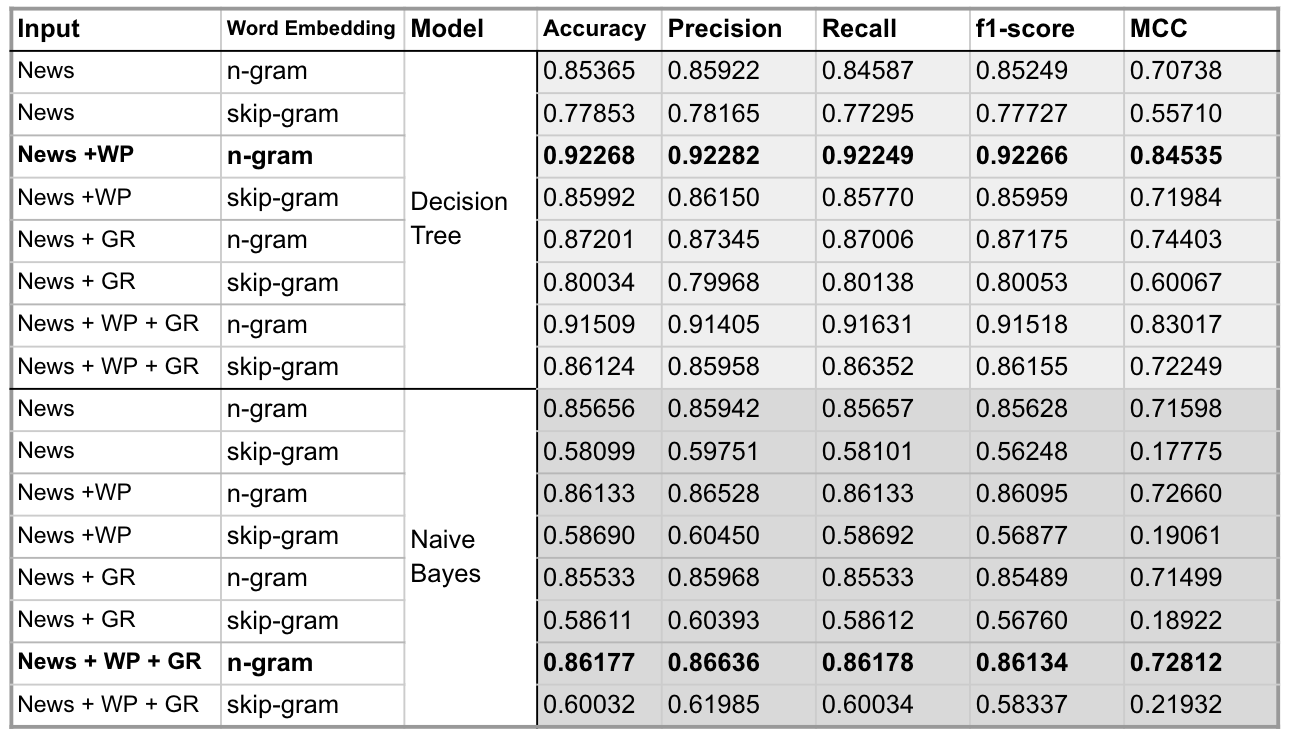 Input Word Embedding Model Accuracy Precision Recall f1-score MCC
News n-gram 0.85365 0.85922 0.84587 0.85249 0.70738
News skip-gram 0.77853 0.78165 0.77295 0.77727 0.55710
News +WP n-gram 0.92268 0.92282 0.92249 0.92266 0.84535
News +WP skip-gram 0.85992 0.86150 0.85770 0.85959 0.71984
Decision
Tree
News + GR n-gram 0.87201 0.87345 0.87006 0.87175 0.74403
News + GR skip-gram 0.80034 0.79968 0.80138 0.80053 0.60067
News + WP + GR n-gram 0.91509 0.91405 0.91631 0.91518 0.83017
News + WP + GR skip-gram 0.86124 0.85958 0.86352 0.86155 0.72249
News n-gram 0.85656 0.85942 0.85657 0.85628 0.71598
News skip-gram 0.58099 0.59751 0.58101 0.56248 0.17775
News +WP n-gram 0.86133 0.86528 0.86133 0.86095 0.72660
News +WP skip-gram 0.58690 0.60450 0.58692 0.56877 0.19061
Naive
Bayes
News + GR n-gram 0.85533 0.85968 0.85533 0.85489 0.71499
News + GR skip-gram 0.58611 0.60393 0.58612 0.56760 0.18922
News + WP + GR n-gram 0.86177 0.86636 0.86178 0.86134 0.72812
News + WP + GR skip-gram 0.60032 0.61985 0.60034 0.58337 0.21932